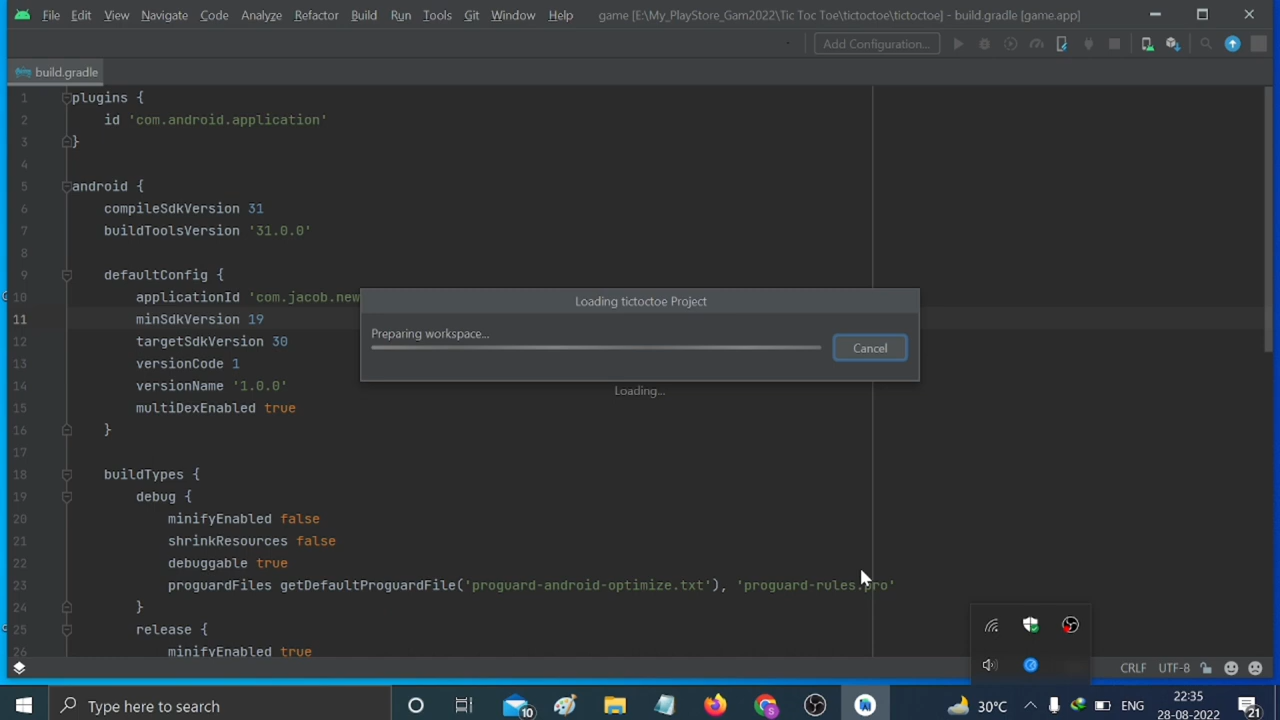 File Edit View Navigate Code Analyze Refactor Build Run Tools Git Window Help game [E:\My_PlayStore_Gam2022\Tic Toc Toe\tictoctoe\tictoctoe] - build.gradle [game.app]
Add Configuration...
build.gradle
1 plugins {
2 id 'com.android.application'
3 }
4
5 android {
6 compileSdkVersion 31
7 buildToolsVersion '31.0.0'
8
9 defaultConfig {
10 applicationId 'com.jacob.new
11 minSdkVersion 19
12 targetSdkVersion 30
13 versionCode 1
14 versionName '1.0.0'
15 multiDexEnabled true
16 }
17
18 buildTypes {
19 debug {
20 minifyEnabled false
21 shrinkResources false
22 debuggable true
23 proguardFiles getDefaultProguardFile('proguard-android-optimize.txt'), 'proguard-rules.pro'
24 }
25 release {
26 minifyEnabled true
Loading tictoctoe Project
Preparing workspace...
Cancel
Loading...
CRLF UTF-8
Type here to search
10
30°C
ENG
22:35
28-08-2022
21